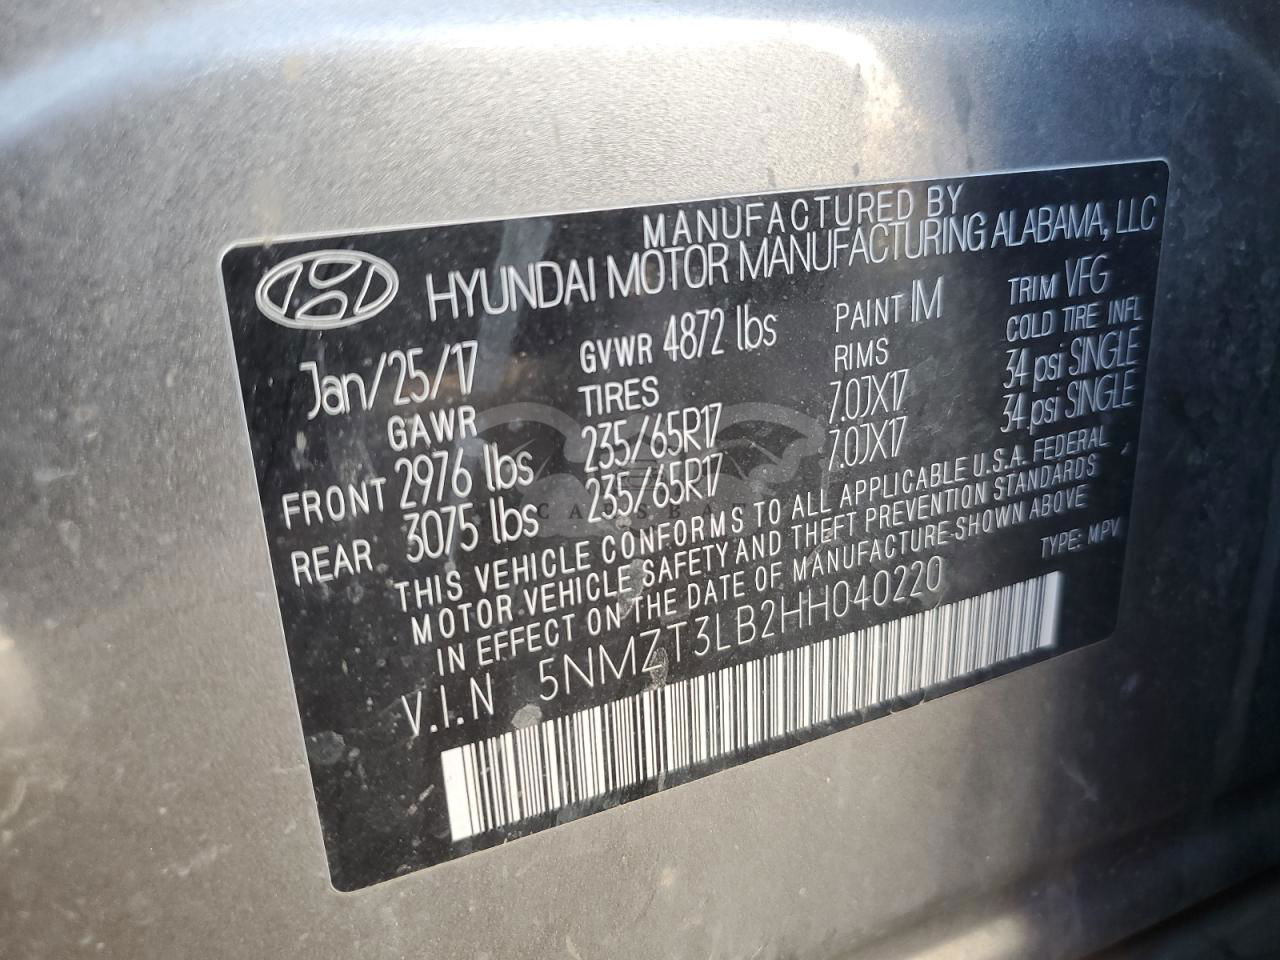 MANUFACTURED BY
HYUNDAI MOTOR MANUFACTURING ALABAMA, LLC
Jan/25/17 GVWR 4872 lbs PAINT IM TRIM VFG
GAWR TIRES RIMS COLD TIRE INFL
FRONT 2976 lbs 235/65R17 7.0JX17 34 psi SINGLE
REAR 3075 lbs 235/65R17 7.0JX17 34 psi SINGLE
THIS VEHICLE CONFORMS TO ALL APPLICABLE U.S.A. FEDERAL
MOTOR VEHICLE SAFETY AND THEFT PREVENTION STANDARDS
IN EFFECT ON THE DATE OF MANUFACTURE SHOWN ABOVE
V.I.N 5NMZT3LB2HH040220 TYPE: MPV